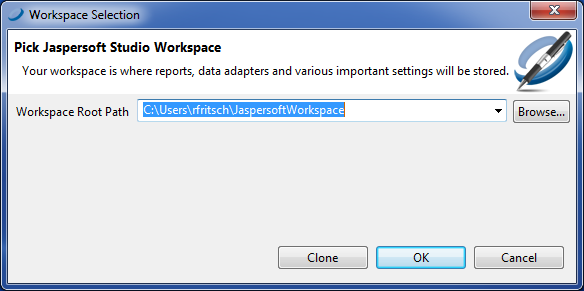 Workspace Selection
Pick Jaspersoft Studio Workspace
Your workspace is where reports, data adapters and various important settings will be stored.
Workspace Root Path C:\Users\rfritsch\JaspersoftWorkspace Browse...
Clone OK Cancel